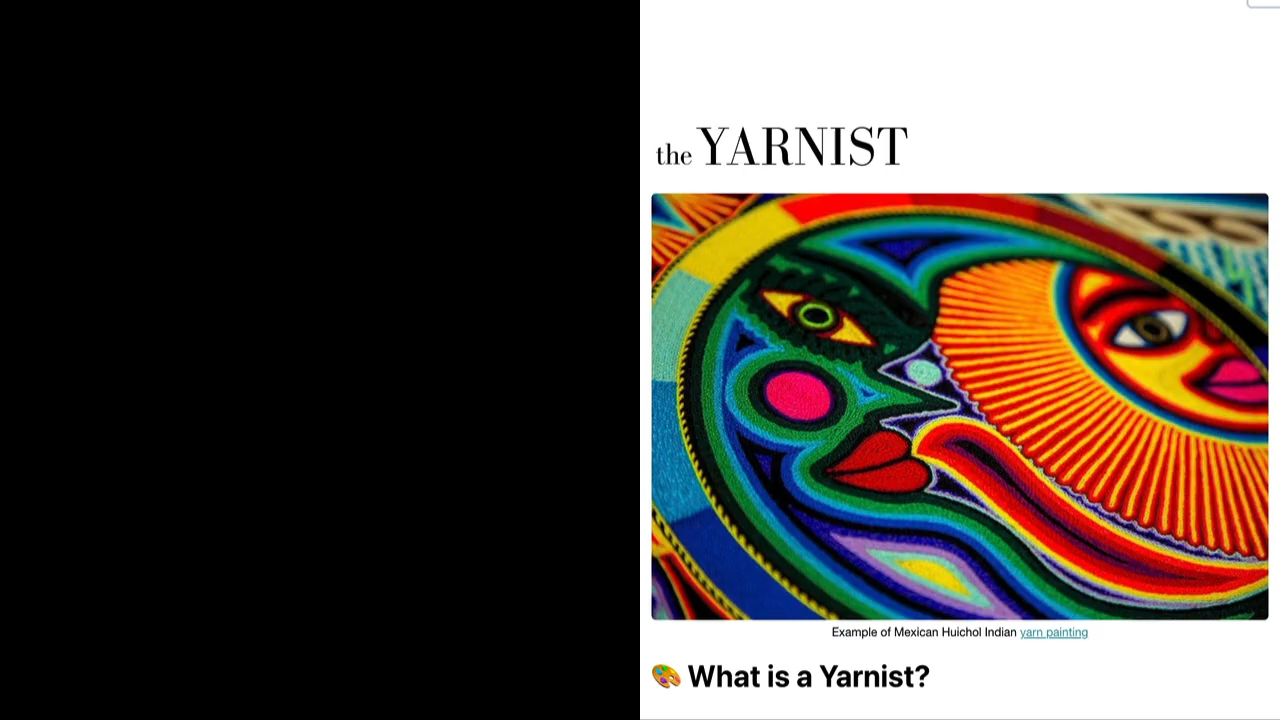 the YARNIST
Example of Mexican Huichol Indian yarn painting
🎨 What is a Yarnist?